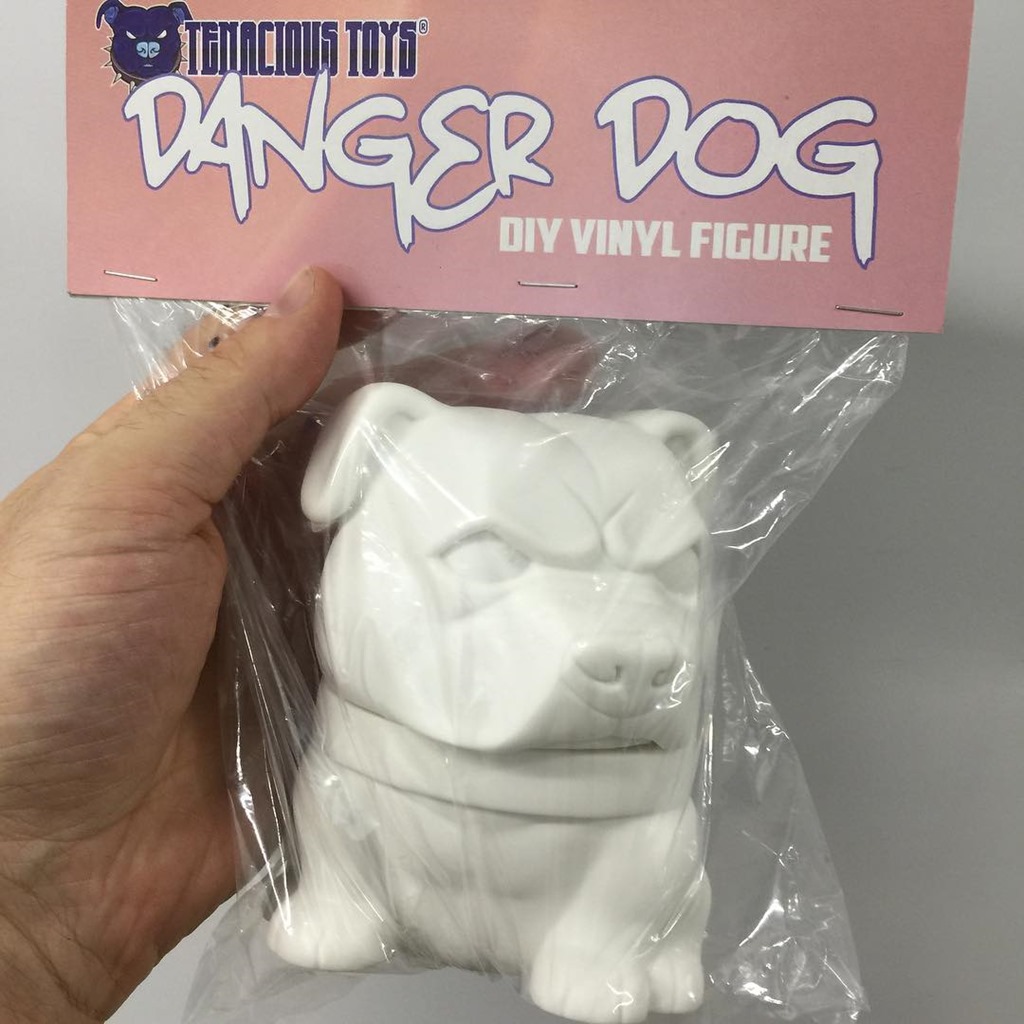 TENACIOUS TOYS®
DANGER DOG
DIY VINYL FIGURE